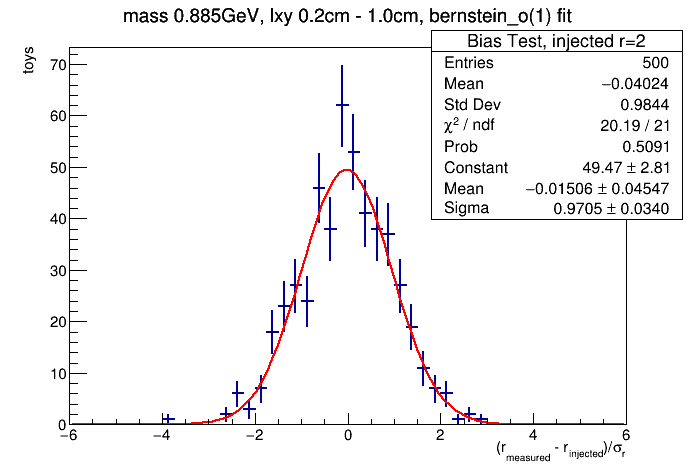 mass 0.885GeV, lxy 0.2cm - 1.0cm, bernstein_o(1) fit
Bias Test, injected r=2
Entries 500
Mean −0.04024
Std Dev 0.9844
χ² / ndf 20.19 / 21
Prob 0.5091
Constant 49.47 ± 2.81
Mean −0.01506 ± 0.04547
Sigma 0.9705 ± 0.0340
toys
70
60
50
40
30
20
10
0
−6 −4 −2 0 2 4 6
(r_measured - r_injected)/σ_r